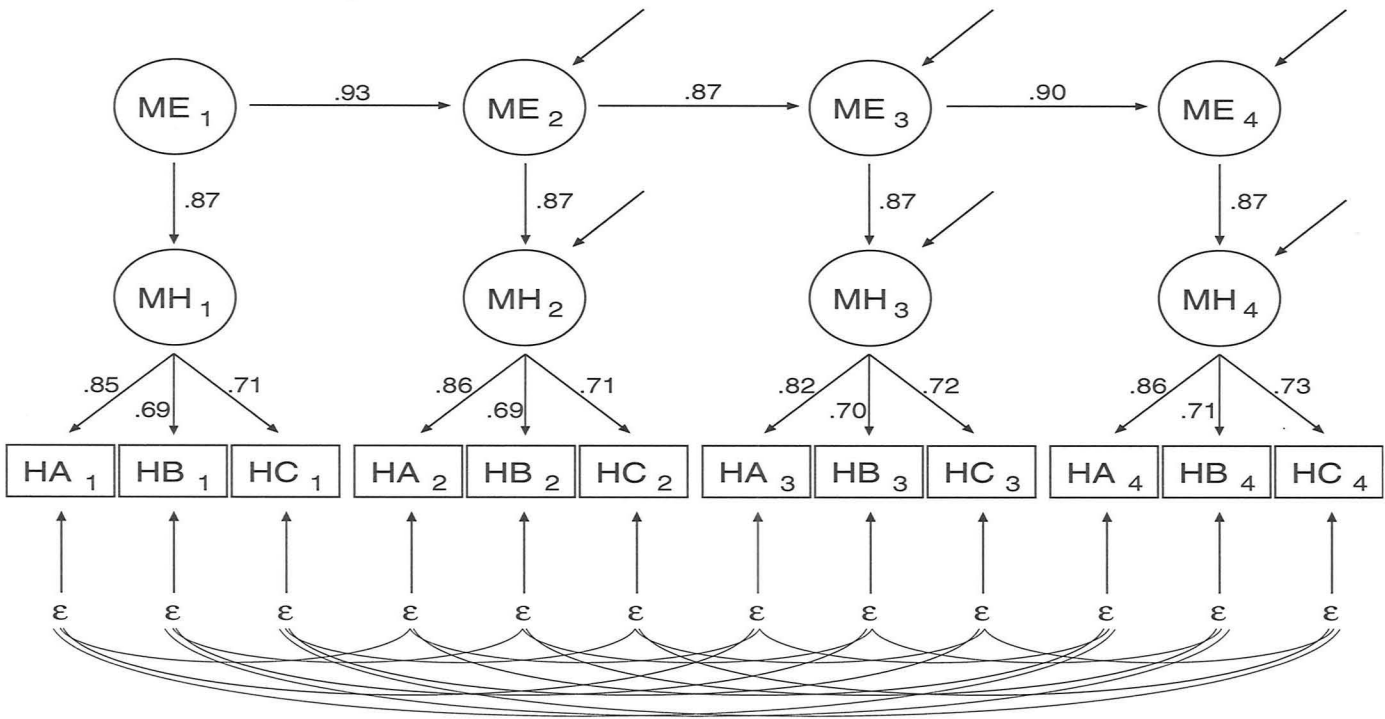 ME 1 .93 ME 2 .87 ME 3 .90 ME 4
.87 .87 .87 .87
MH 1 MH 2 MH 3 MH 4
.85 .69 .71 .86 .69 .71 .82 .70 .72 .86 .71 .73
HA 1 HB 1 HC 1 HA 2 HB 2 HC 2 HA 3 HB 3 HC 3 HA 4 HB 4 HC 4
ε ε ε ε ε ε ε ε ε ε ε ε